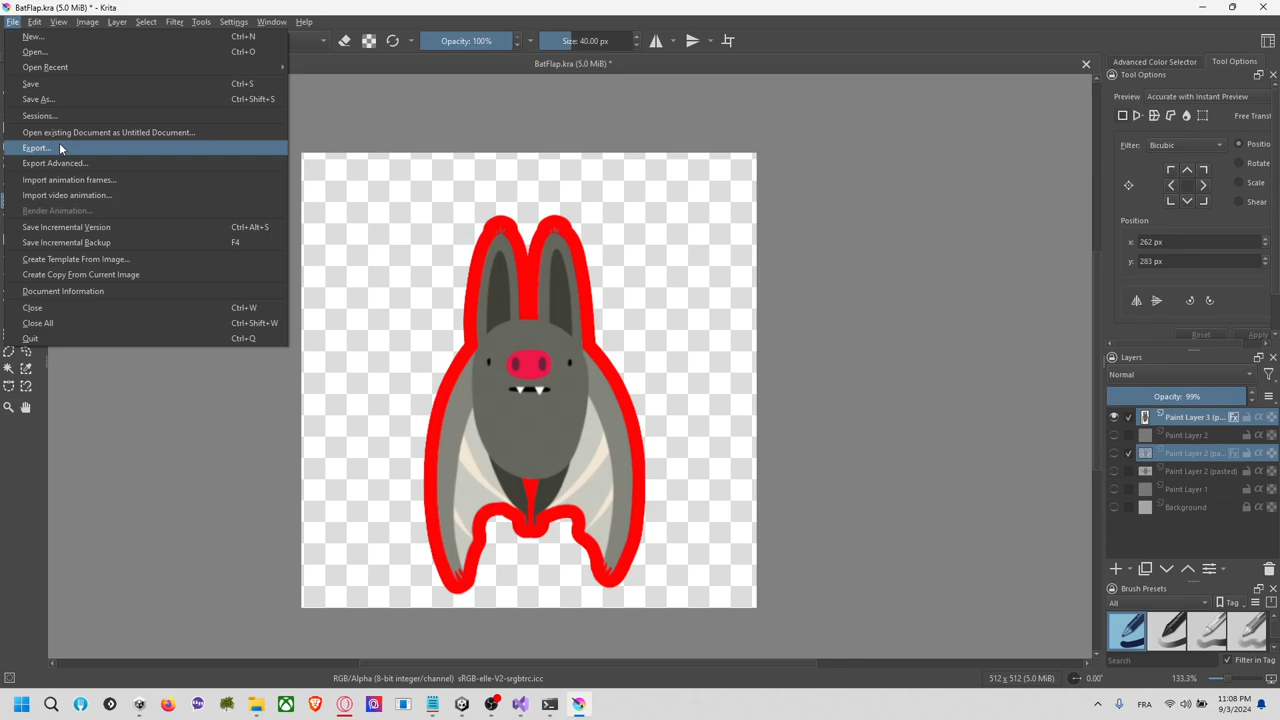 BatFlap.kra (5.0 MiB) * - Krita
File Edit View Image Layer Select Filter Tools Settings Window Help
New... Ctrl+N
Open... Ctrl+O
Open Recent
Save Ctrl+S
Save As... Ctrl+Shift+S
Sessions...
Open existing Document as Untitled Document...
Export...
Export Advanced...
Import animation frames...
Import video animation...
Render Animation...
Save Incremental Version Ctrl+Alt+S
Save Incremental Backup F4
Create Template From Image...
Create Copy From Current Image
Document Information
Close Ctrl+W
Close All Ctrl+Shift+W
Quit Ctrl+Q
Opacity: 100% Size: 40.00 px
BatFlap.kra (5.0 MiB) *
Advanced Color Selector Tool Options
Tool Options
Preview Accurate with Instant Preview
Free Transf
Filter: Bicubic
Positio
Rotate
Scale
Shear
Position
x: 262 px
y: 283 px
Reset Apply
Layers
Normal
Opacity: 99%
Paint Layer 3 (p...
Paint Layer 2
Paint Layer 2 (pa...
Paint Layer 2 (pasted)
Paint Layer 1
Background
Brush Presets
All Tag
Search Filter in Tag
RGB/Alpha (8-bit integer/channel) sRGB-elle-V2-srgbtrc.icc 512 x 512 (5.0 MiB) 0.00° 133.3%
FRA
11:08 PM
9/3/2024